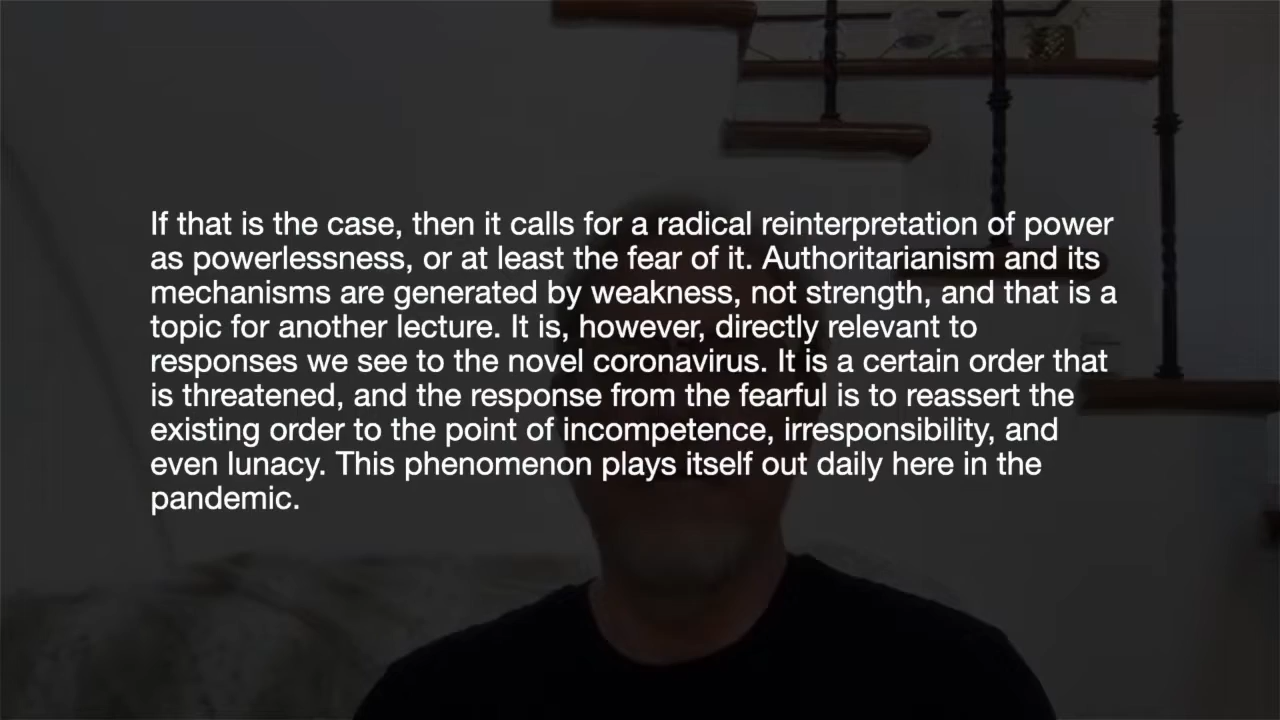 If that is the case, then it calls for a radical reinterpretation of power
as powerlessness, or at least the fear of it. Authoritarianism and its
mechanisms are generated by weakness, not strength, and that is a
topic for another lecture. It is, however, directly relevant to
responses we see to the novel coronavirus. It is a certain order that
is threatened, and the response from the fearful is to reassert the
existing order to the point of incompetence, irresponsibility, and
even lunacy. This phenomenon plays itself out daily here in the
pandemic.